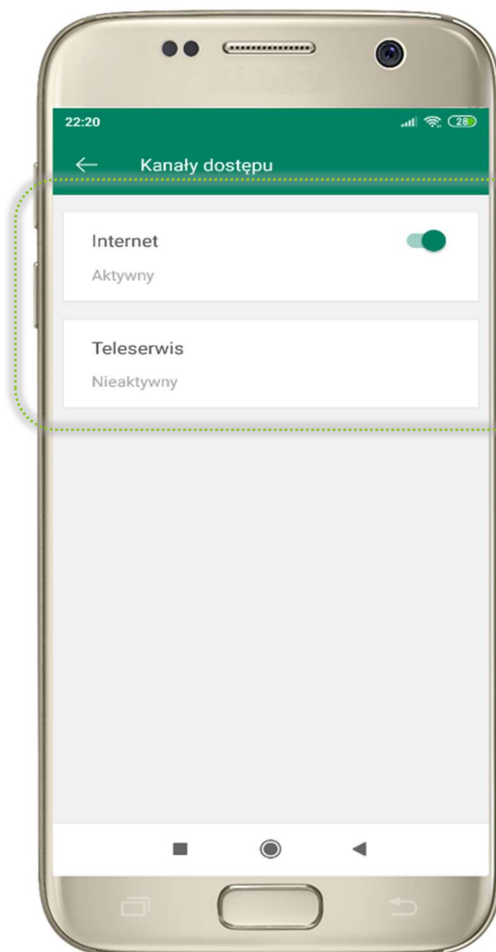 22:20
28
Kanały dostępu
Internet
Aktywny
Teleserwis
Nieaktywny